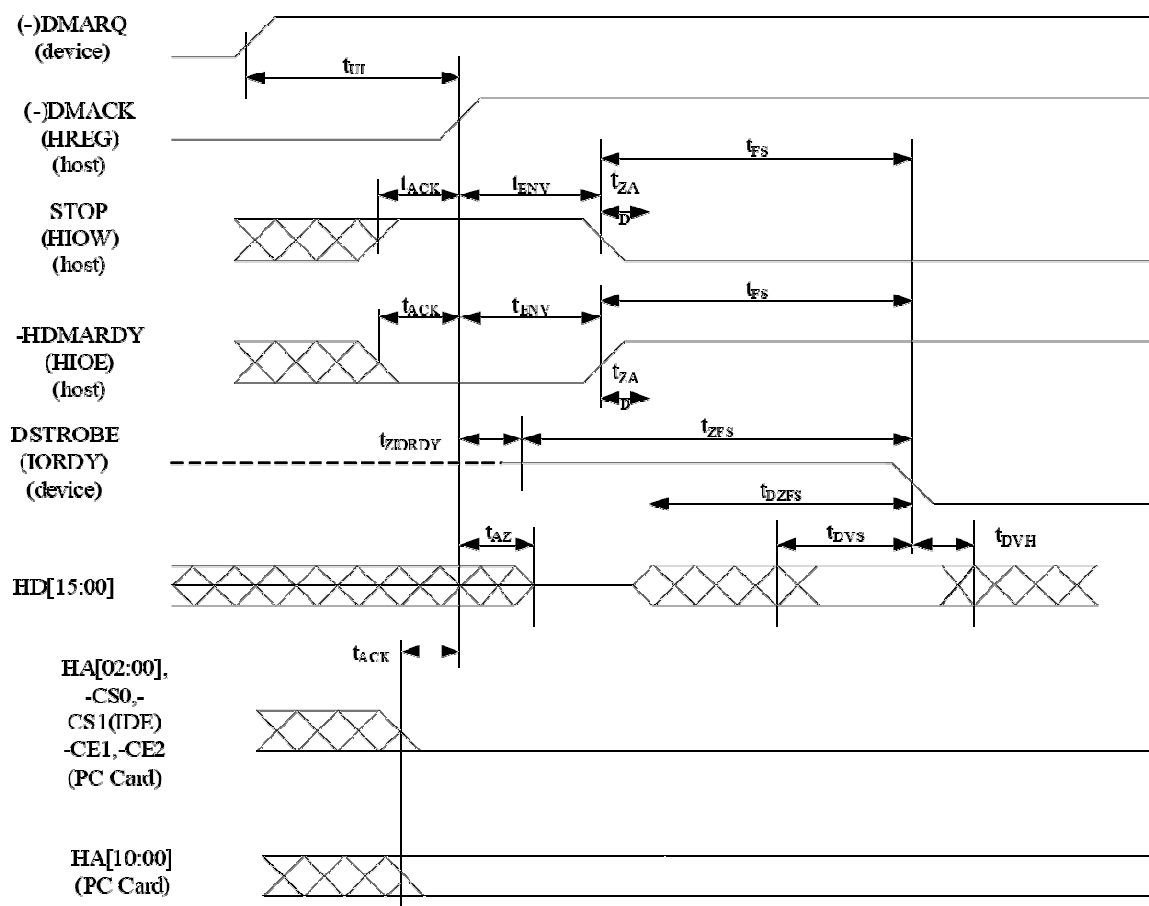 (-)DMARQ
(device)
tUI
(-)DMACK
(HREG)
(host)
tFS
tACK
tENV
tZA
D
STOP
(HIOW)
(host)
tFS
tACK
tENV
-HDMARDY
(HIOE)
(host)
tZA
D
DSTROBE
(IORDY)
(device)
tZIORDY
tZFS
tDZFS
tAZ
tDVS
tDVH
HD[15:00]
tACK
HA[02:00],
-CS0,-
CS1(IDE)
-CE1,-CE2
(PC Card)
HA[10:00]
(PC Card)